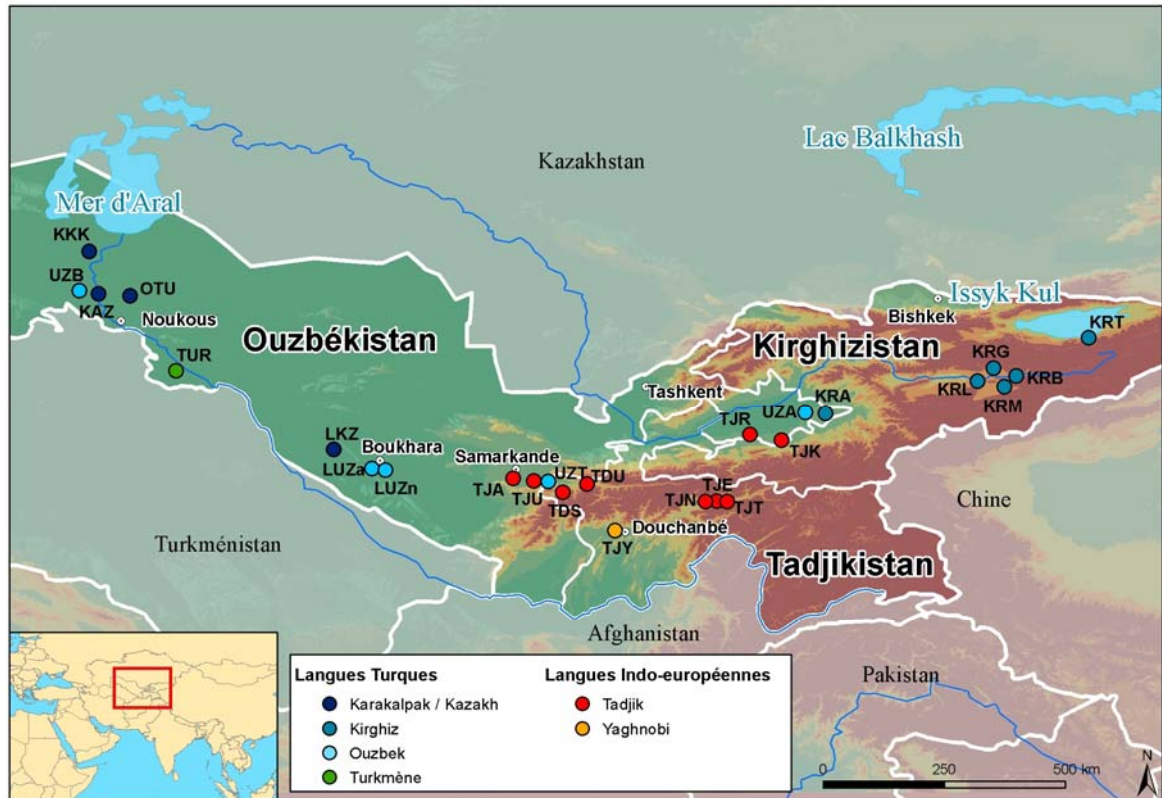 Lac Balkhash
Kazakhstan
Mer d'Aral
KKK
UZB
OTU
KAZ
Noukous
Issyk Kul
Bishkek
KRT
Ouzbékistan
Kirghizistan
TUR
KRG
KRL
KRB
KRM
Tashkent
UZA
KRA
TJR
TJK
LKZ
Boukhara
Samarkande
LUZa
LUZn
TJA
UZT
TDU
TJU
TDS
TJE
TJN
TJT
Chine
Douchanbé
TJY
Turkménistan
Tadjikistan
Afghanistan
Pakistan
Langues Turques
Karakalpak / Kazakh
Kirghiz
Ouzbek
Turkmène
Langues Indo-européennes
Tadjik
Yaghnobi
N
0 250 500 km